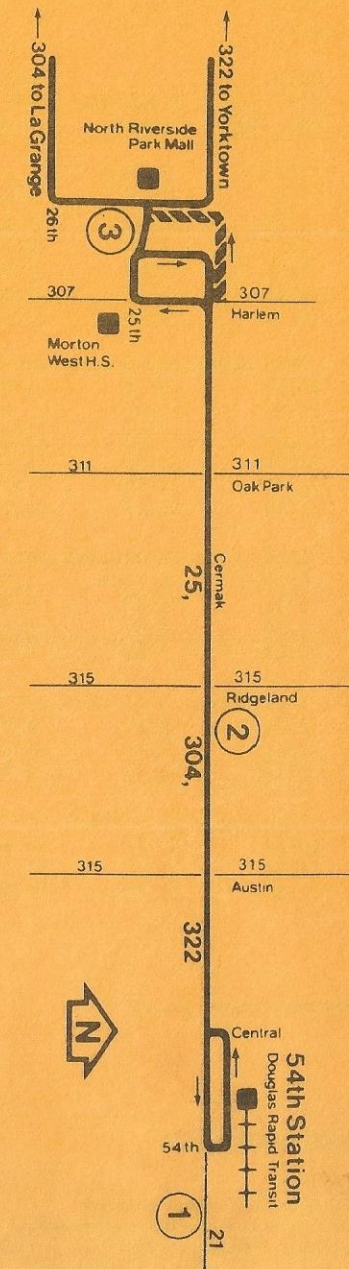 322 to Yorktown
304 to La Grange
North Riverside
Park Mall
26th
3
307
307
Harlem
25th
Morton
West H.S.
311
311
Oak Park
Cermak
25,
315
315
Ridgeland
2
304,
315
315
Austin
322
N
Central
54th Station
Douglas Rapid Transit
54th
1
21